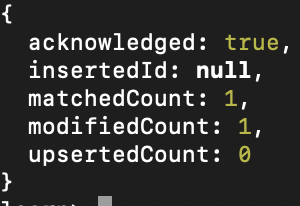 {
  acknowledged: true,
  insertedId: null,
  matchedCount: 1,
  modifiedCount: 1,
  upsertedCount: 0
}